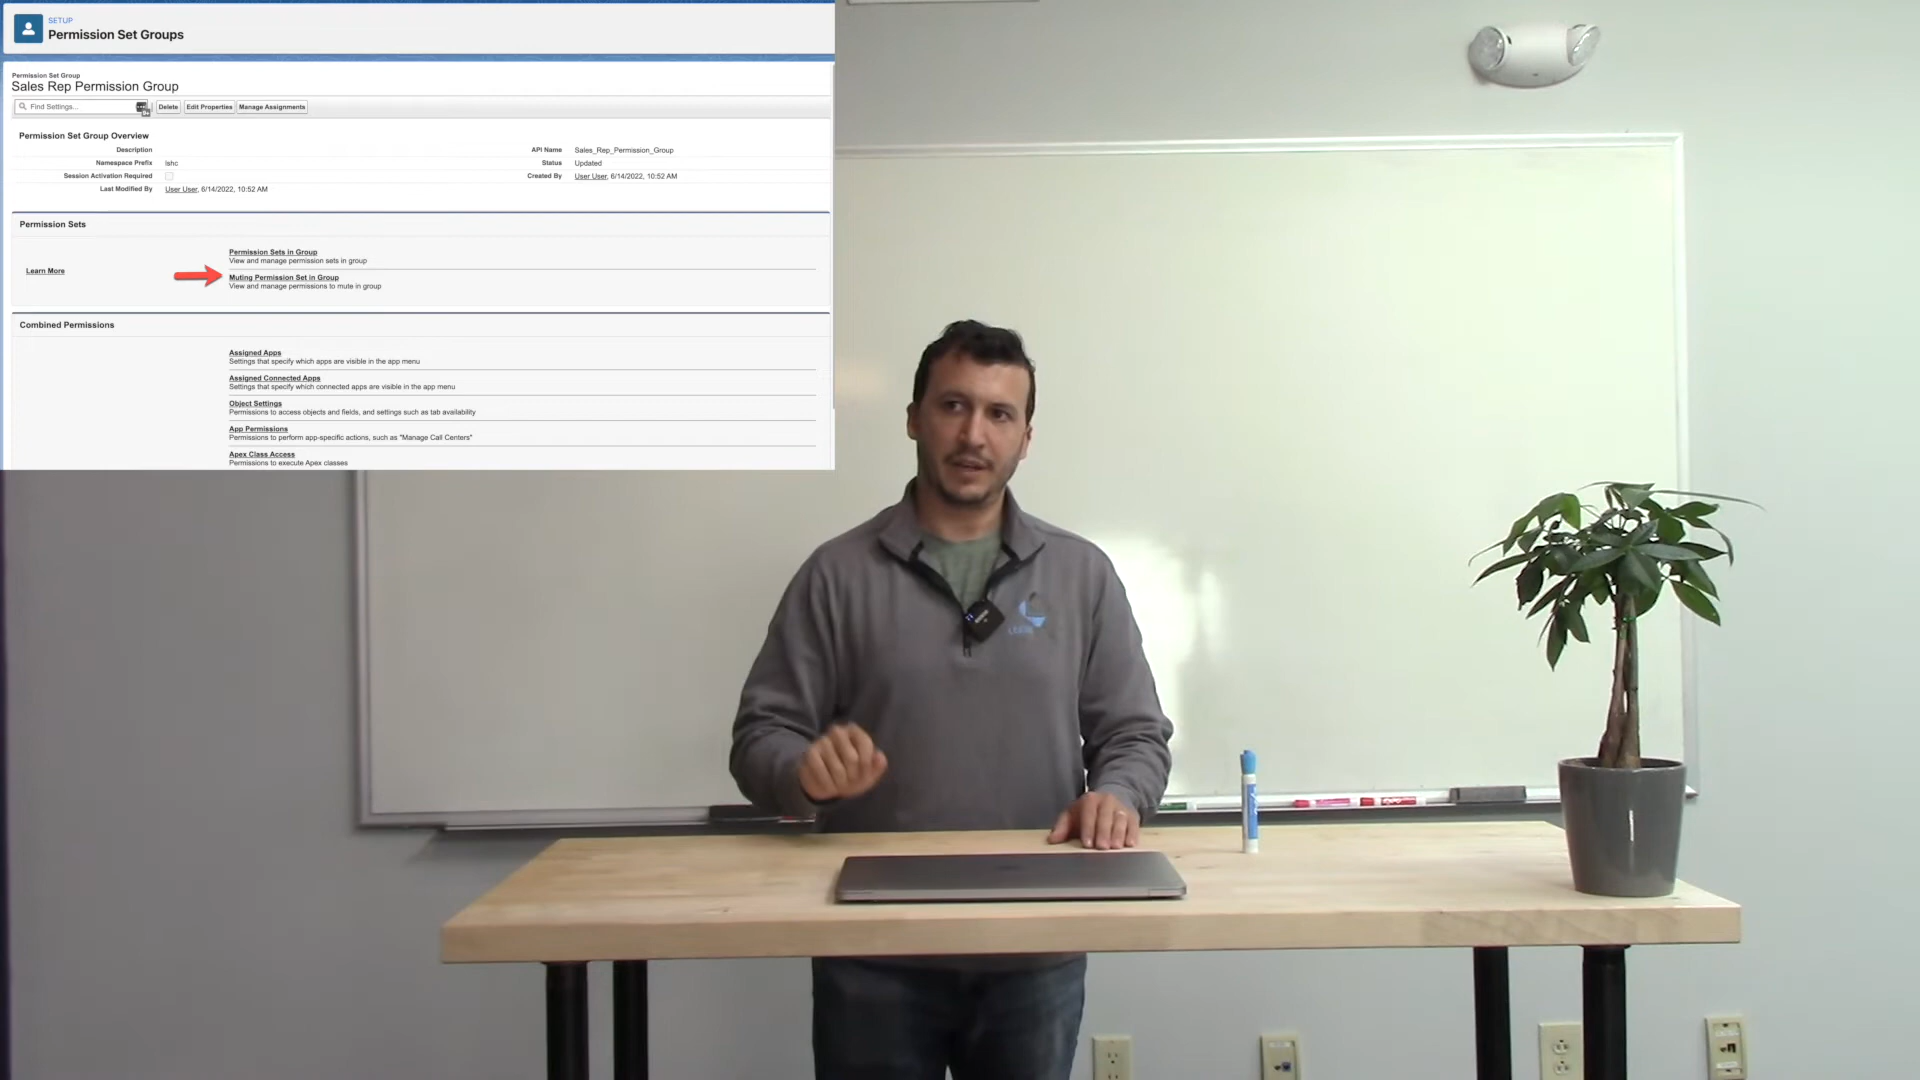 SETUP
Permission Set Groups
Permission Set Group
Sales Rep Permission Group
Find Settings...
Delete
Edit Properties
Manage Assignments
Permission Set Group Overview
Description
API Name Sales_Rep_Permission_Group
Namespace Prefix lshc
Status Updated
Session Activation Required
Created By User User, 6/14/2022, 10:52 AM
Last Modified By User User, 6/14/2022, 10:52 AM
Permission Sets
Learn More
Permission Sets in Group
View and manage permission sets in group
Muting Permission Set in Group
View and manage permissions to mute in group
Combined Permissions
Assigned Apps
Settings that specify which apps are visible in the app menu
Assigned Connected Apps
Settings that specify which connected apps are visible in the app menu
Object Settings
Permissions to access objects and fields, and settings such as tab availability
App Permissions
Permissions to perform app-specific actions, such as "Manage Call Centers"
Apex Class Access
Permissions to execute Apex classes